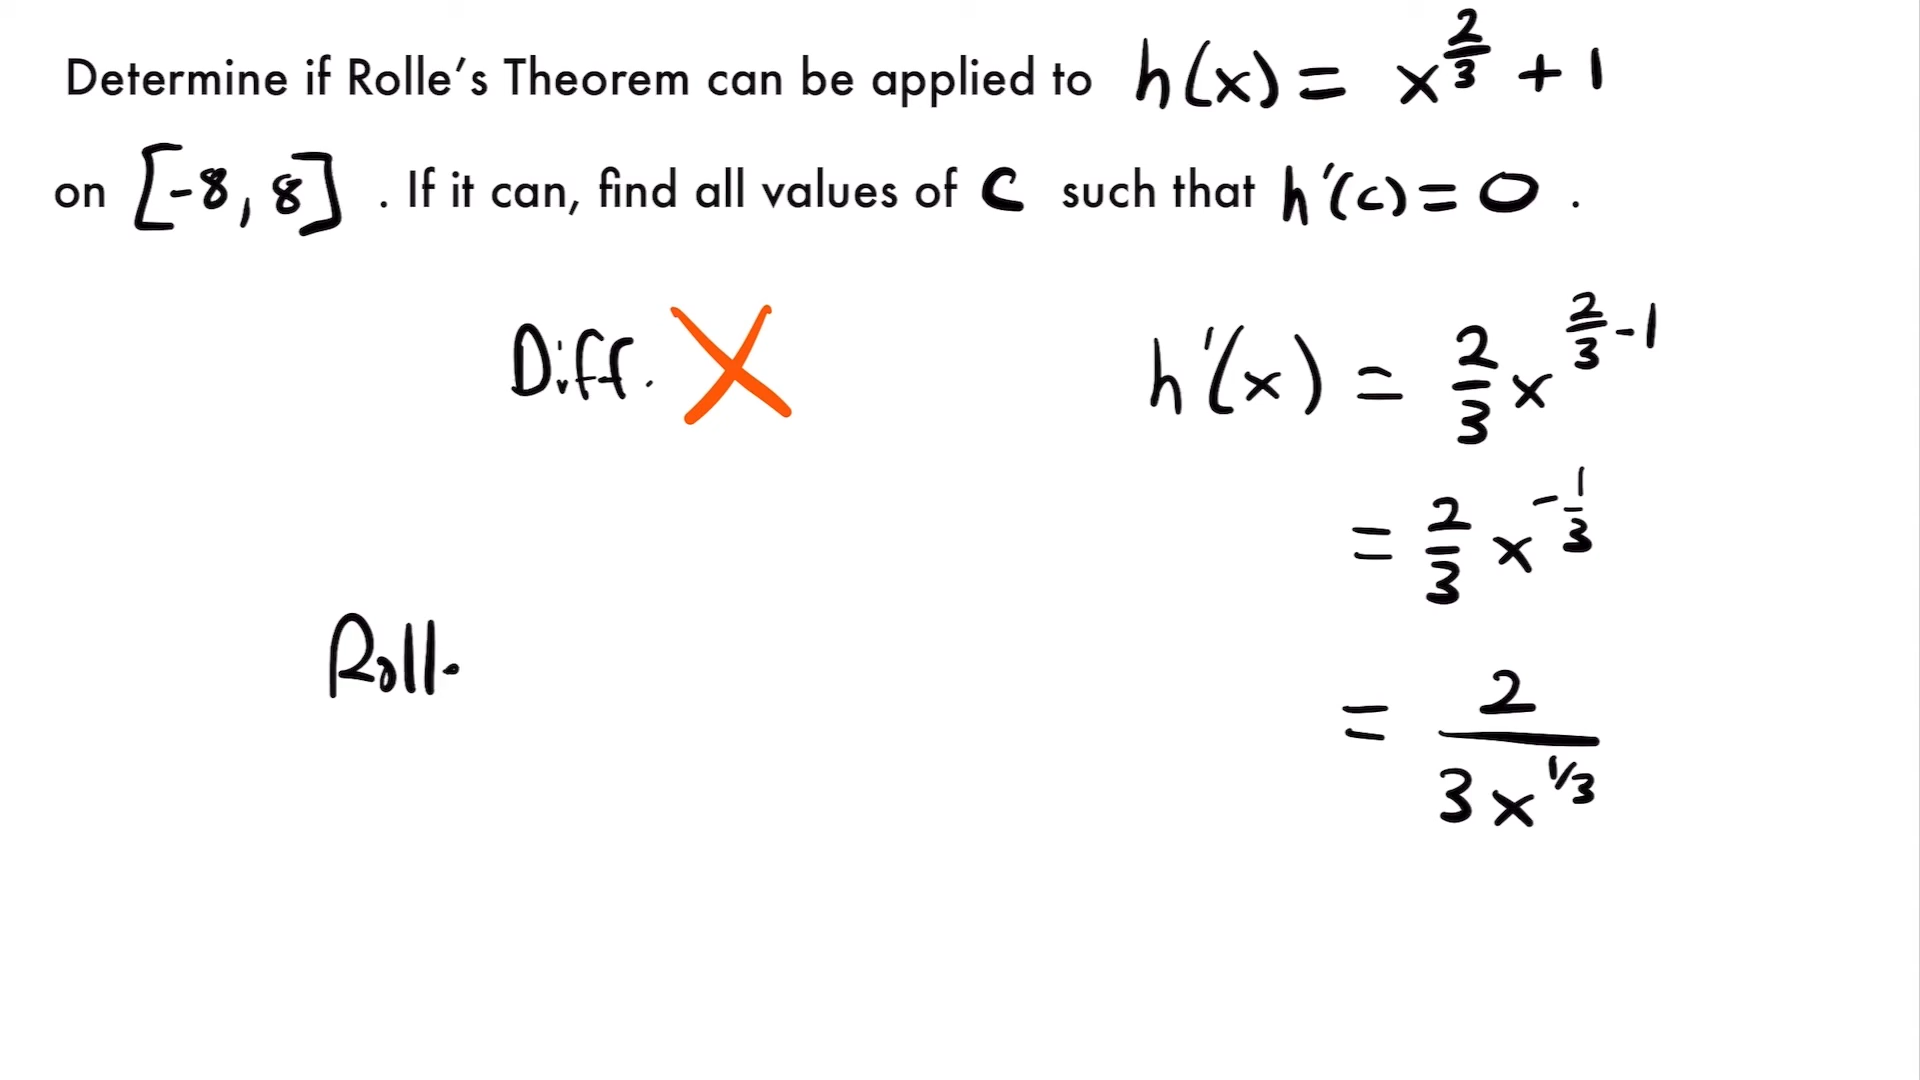 Determine if Rolle's Theorem can be applied to h(x) = x^{2/3} + 1
on [-8, 8] . If it can, find all values of C such that h'(c) = 0 .
Diff. X
h'(x) = 2/3 x^{2/3 - 1}
= 2/3 x^{-1/3}
Roll
= 2/(3x^{1/3})